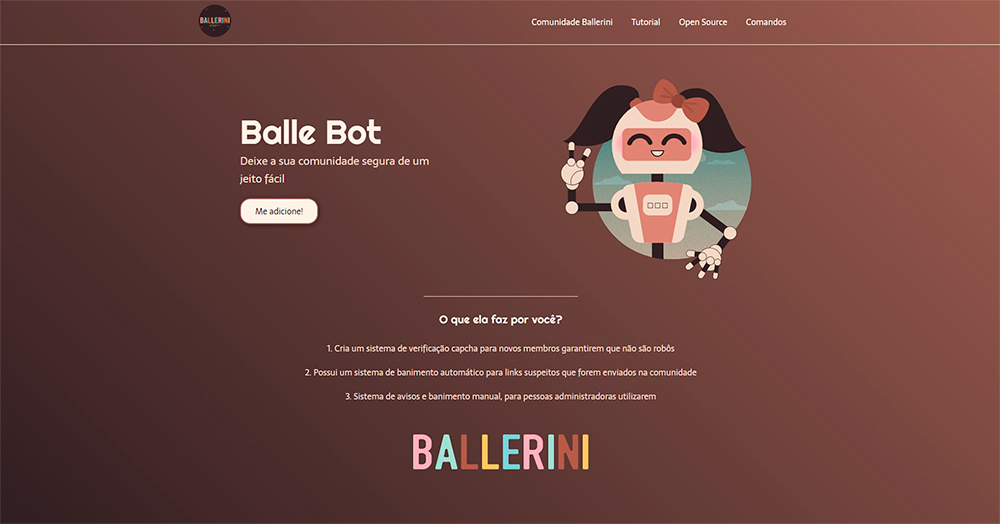 BALLERINI
Comunidade Ballerini Tutorial Open Source Comandos
Balle Bot
Deixe a sua comunidade segura de um
jeito fácil
Me adicione!
O que ela faz por você?
1. Cria um sistema de verificação capcha para novos membros garantirem que não são robôs
2. Possui um sistema de banimento automático para links suspeitos que forem enviados na comunidade
3. Sistema de avisos e banimento manual, para pessoas administradoras utilizarem
BALLERINI